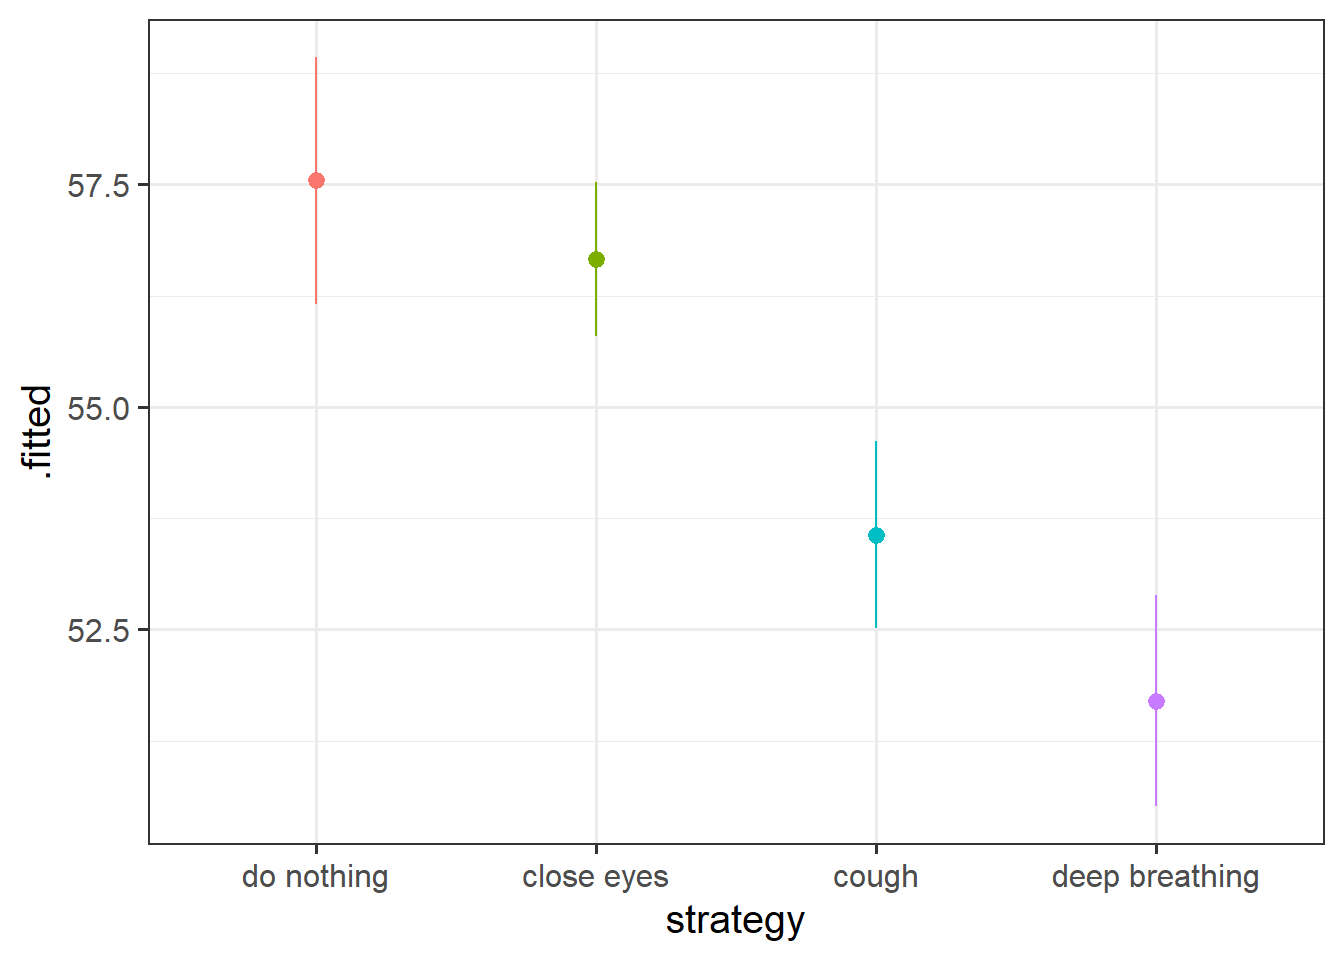 57.5
55.0
52.5
.fitted
do nothing
close eyes
cough
deep breathing
strategy